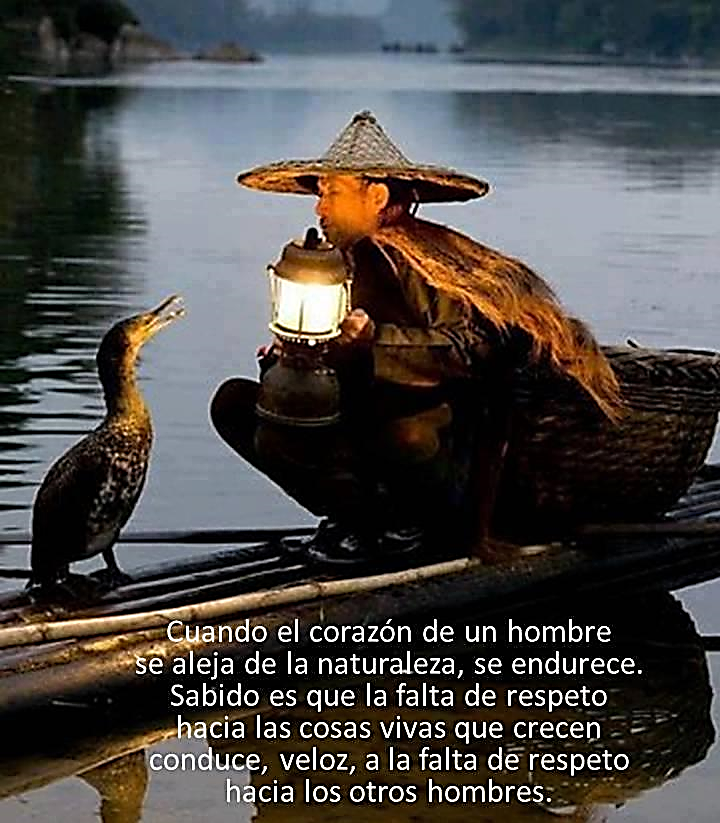 Cuando el corazón de un hombre
se aleja de la naturaleza, se endurece.
Sabido es que la falta de respeto
hacia las cosas vivas que crecen
conduce, veloz, a la falta de respeto
hacia los otros hombres.